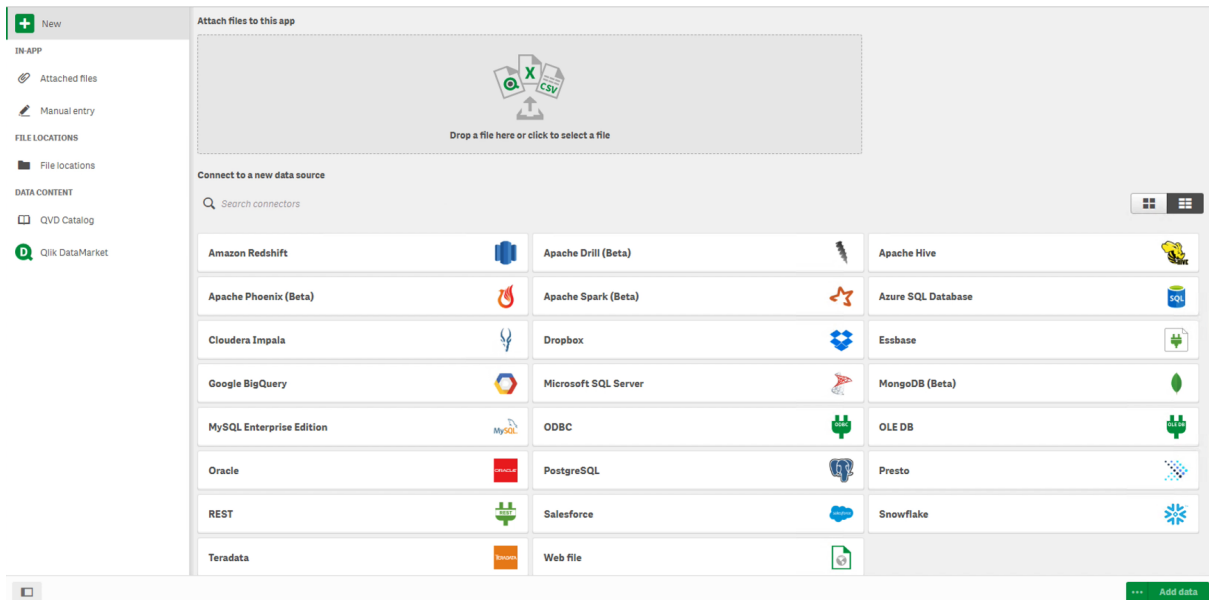 New
IN-APP
Attached files
Manual entry
FILE LOCATIONS
File locations
DATA CONTENT
QVD Catalog
D Qlik DataMarket
Attach files to this app
X
CSV
Drop a file here or click to select a file
Connect to a new data source
Search connectors
Amazon Redshift
Apache Drill (Beta)
Apache Hive
HIVE
Apache Phoenix (Beta)
Apache Spark (Beta)
Azure SQL Database
SQL
Cloudera Impala
Dropbox
Essbase
Google BigQuery
Microsoft SQL Server
MongoDB (Beta)
MySQL Enterprise Edition
MySQL
ODBC
ODBC
OLE DB
OLE DB
Oracle
ORACLE
PostgreSQL
Presto
REST
REST
Salesforce
salesforce
Snowflake
Teradata
TERADATA
Web file
Add data